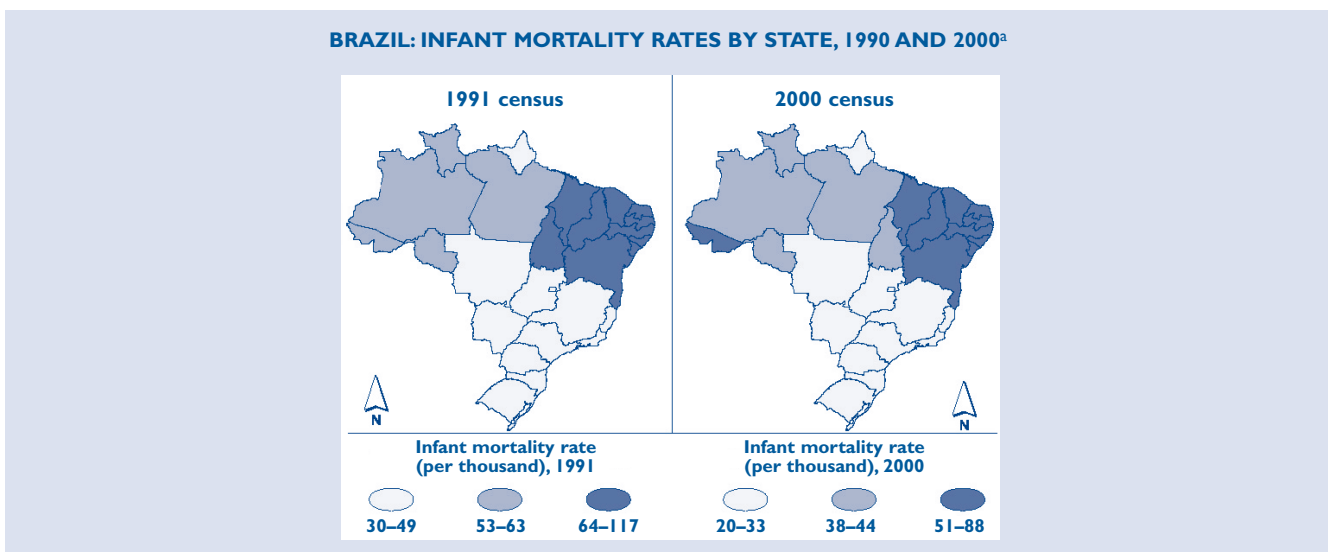 BRAZIL: INFANT MORTALITY RATES BY STATE, 1990 AND 2000a
1991 census
2000 census
N
N
Infant mortality rate
(per thousand), 1991
30–49
53–63
64–117
Infant mortality rate
(per thousand), 2000
20–33
38–44
51–88